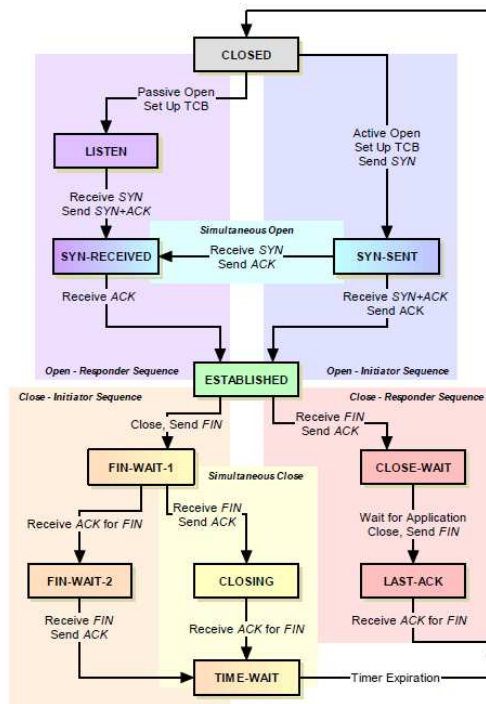 CLOSED
Passive Open
Set Up TCB
LISTEN
Active Open
Set Up TCB
Send SYN
Receive SYN
Send SYN+ACK
Simultaneous Open
SYN-RECEIVED
Receive SYN
Send ACK
SYN-SENT
Receive ACK
Receive SYN+ACK
Send ACK
Open - Responder Sequence
ESTABLISHED
Open - Initiator Sequence
Close - Initiator Sequence
Close - Responder Sequence
Close, Send FIN
Receive FIN
Send ACK
FIN-WAIT-1
CLOSE-WAIT
Simultaneous Close
Receive ACK for FIN
Receive FIN
Send ACK
Wait for Application
Close, Send FIN
FIN-WAIT-2
CLOSING
LAST-ACK
Receive FIN
Send ACK
Receive ACK for FIN
Receive ACK for FIN
TIME-WAIT
Timer Expiration